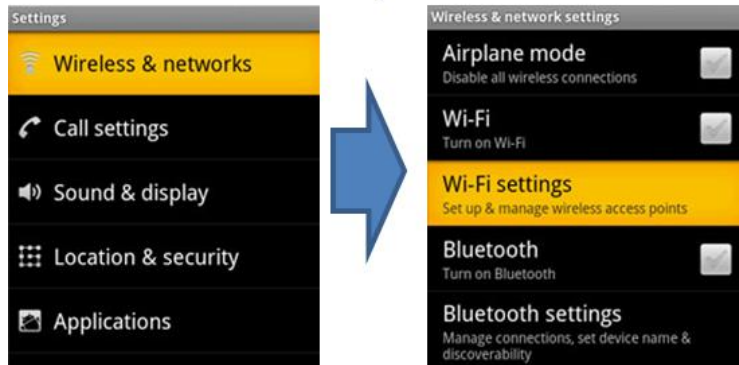 Settings
Wireless & networks
Call settings
Sound & display
Location & security
Applications
Wireless & network settings
Airplane mode
Disable all wireless connections
Wi-Fi
Turn on Wi-Fi
Wi-Fi settings
Set up & manage wireless access points
Bluetooth
Turn on Bluetooth
Bluetooth settings
Manage connections, set device name &
discoverability